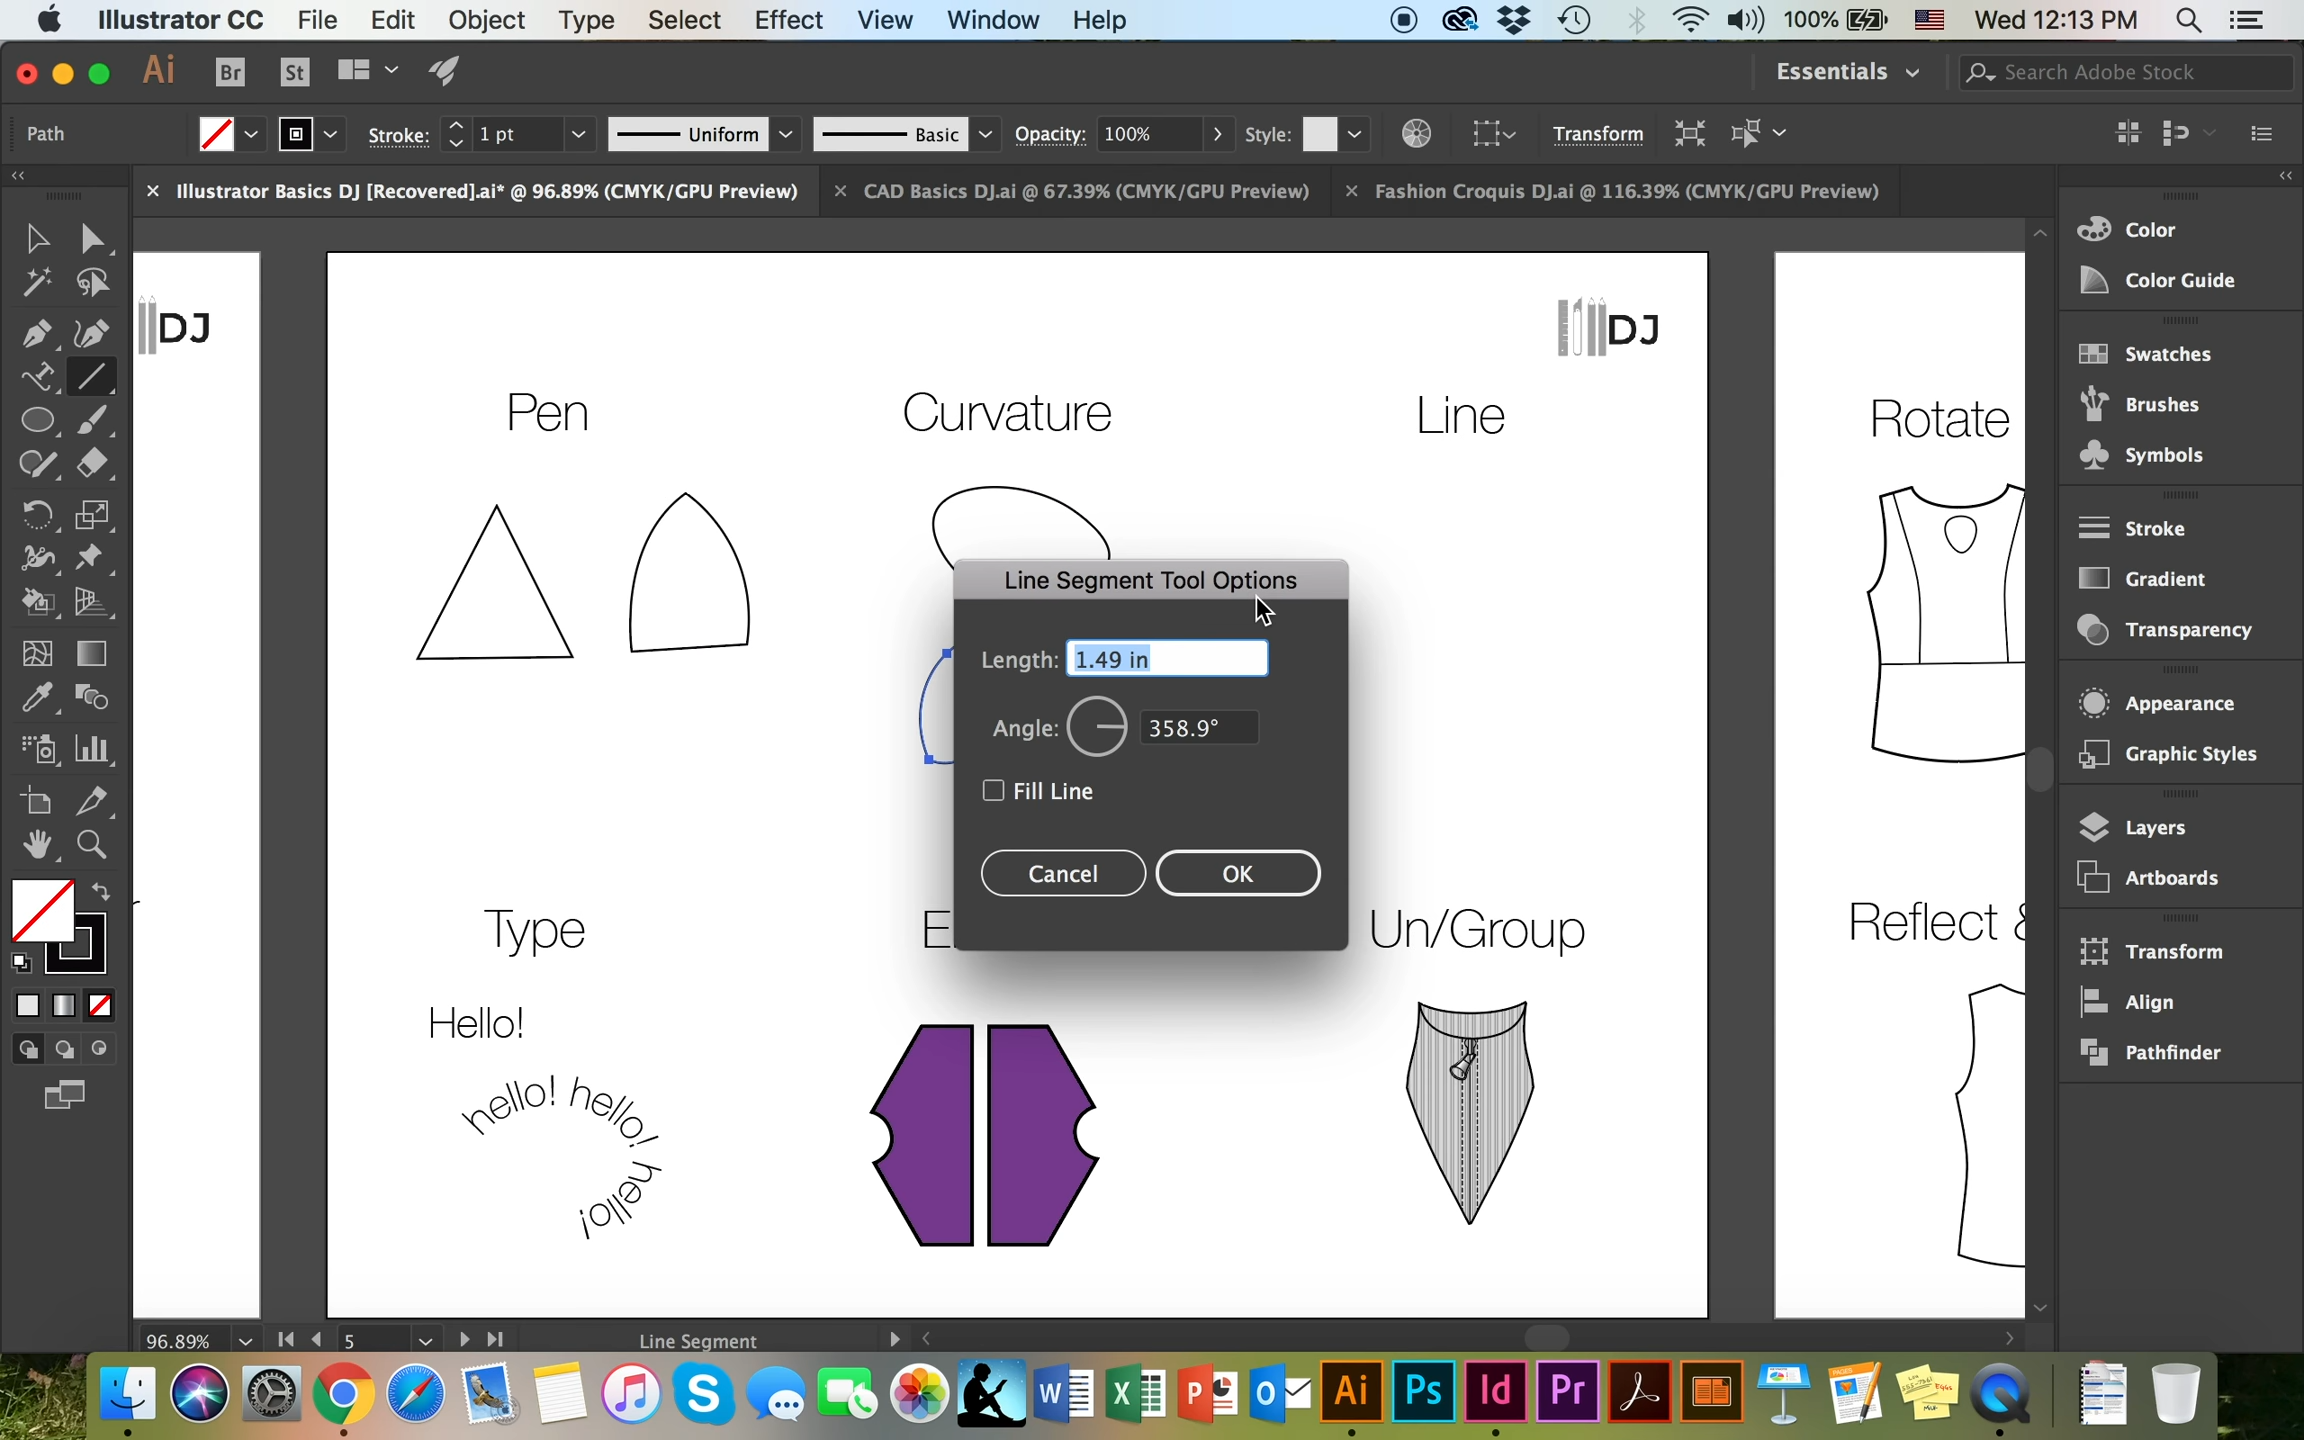 Illustrator CC File Edit Object Type Select Effect View Window Help 100% Wed 12:13 PM
Ai Br St Essentials Search Adobe Stock
Path Stroke: 1 pt Uniform Basic Opacity: 100% Style: Transform
Illustrator Basics DJ [Recovered].ai* @ 96.89% (CMYK/GPU Preview) CAD Basics DJ.ai @ 67.39% (CMYK/GPU Preview) Fashion Croquis DJ.ai @ 116.39% (CMYK/GPU Preview)
DJ
DJ
Pen
Curvature
Line
Rotate
Line Segment Tool Options
Length: 1.49 in
Angle: 358.9°
Fill Line
Cancel OK
Type
E
Un/Group
Reflect &
Hello!
hello! hello! hello!
Color
Color Guide
Swatches
Brushes
Symbols
Stroke
Gradient
Transparency
Appearance
Graphic Styles
Layers
Artboards
Transform
Align
Pathfinder
96.89% 5 Line Segment
S W X P O Ai Ps Id Pr